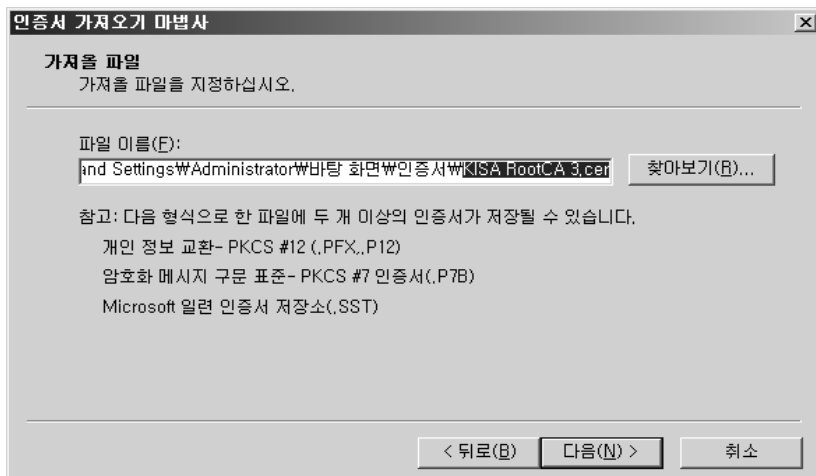 인증서 가져오기 마법사
가져올 파일
가져올 파일을 지정하십시오.
파일 이름(F):
and Settings₩Administrator₩바탕 화면₩인증서₩KISA RootCA 3.cer
찾아보기(R)...
참고: 다음 형식으로 한 파일에 두 개 이상의 인증서가 저장될 수 있습니다.
개인 정보 교환- PKCS #12 (.PFX,.P12)
암호화 메시지 구문 표준- PKCS #7 인증서(.P7B)
Microsoft 일련 인증서 저장소(.SST)
< 뒤로(B) 다음(N) > 취소